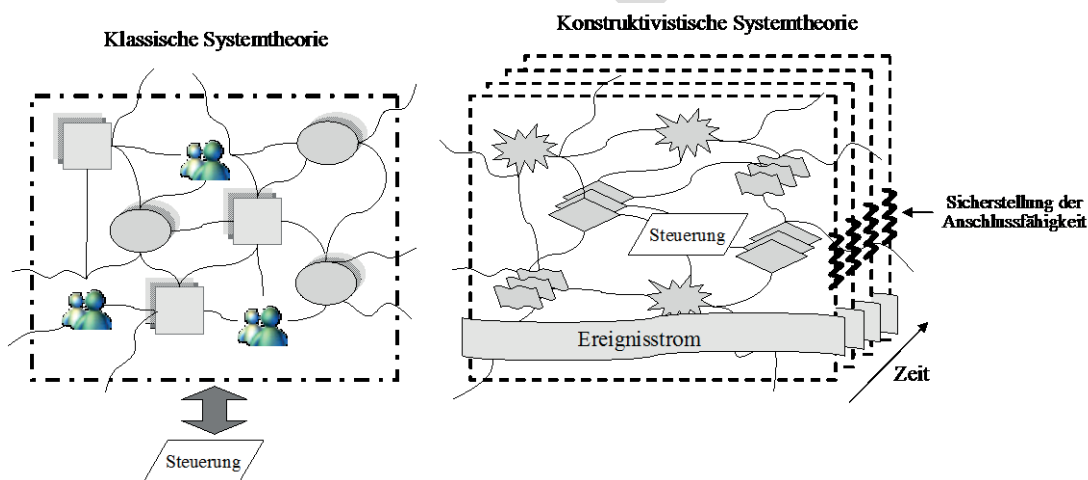 Klassische Systemtheorie
Steuerung
Konstruktivistische Systemtheorie
Steuerung
Ereignisstrom
Sicherstellung der
Anschlussfähigkeit
Zeit